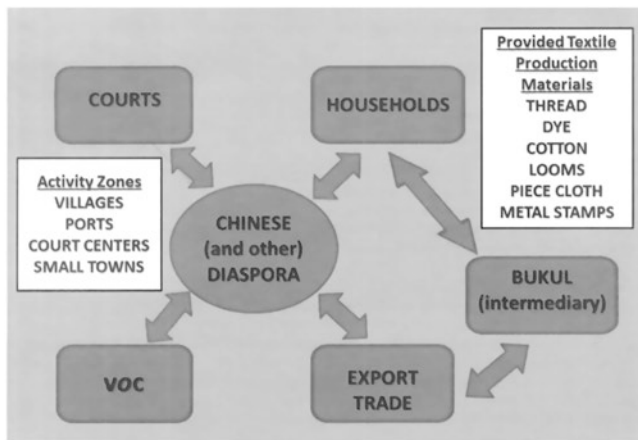 COURTS
HOUSEHOLDS
Provided Textile
Production
Materials
THREAD
DYE
COTTON
LOOMS
PIECE CLOTH
METAL STAMPS
Activity Zones
VILLAGES
PORTS
COURT CENTERS
SMALL TOWNS
CHINESE
(and other)
DIASPORA
BUKUL
(intermediary)
VOC
EXPORT
TRADE